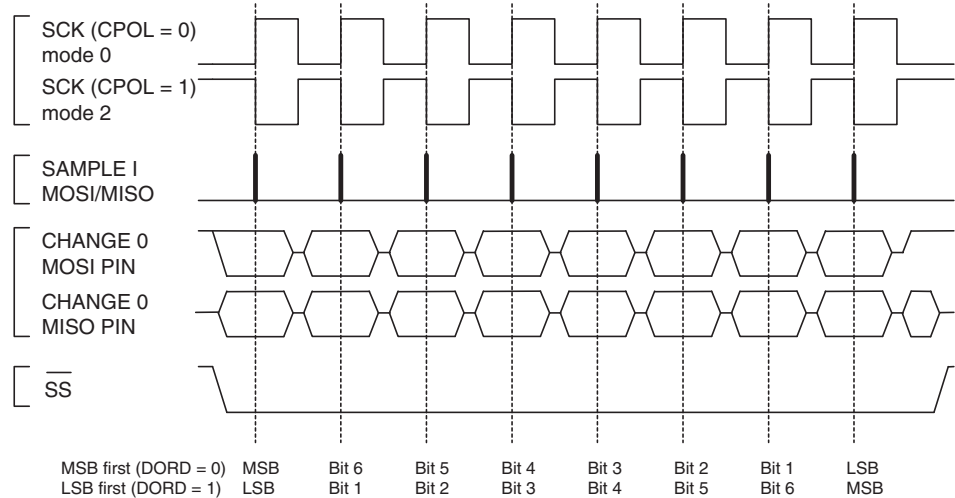 SCK (CPOL = 0)
mode 0
SCK (CPOL = 1)
mode 2
SAMPLE I
MOSI/MISO
CHANGE 0
MOSI PIN
CHANGE 0
MISO PIN
SS
MSB first (DORD = 0) MSB Bit 6 Bit 5 Bit 4 Bit 3 Bit 2 Bit 1 LSB
LSB first (DORD = 1) LSB Bit 1 Bit 2 Bit 3 Bit 4 Bit 5 Bit 6 MSB